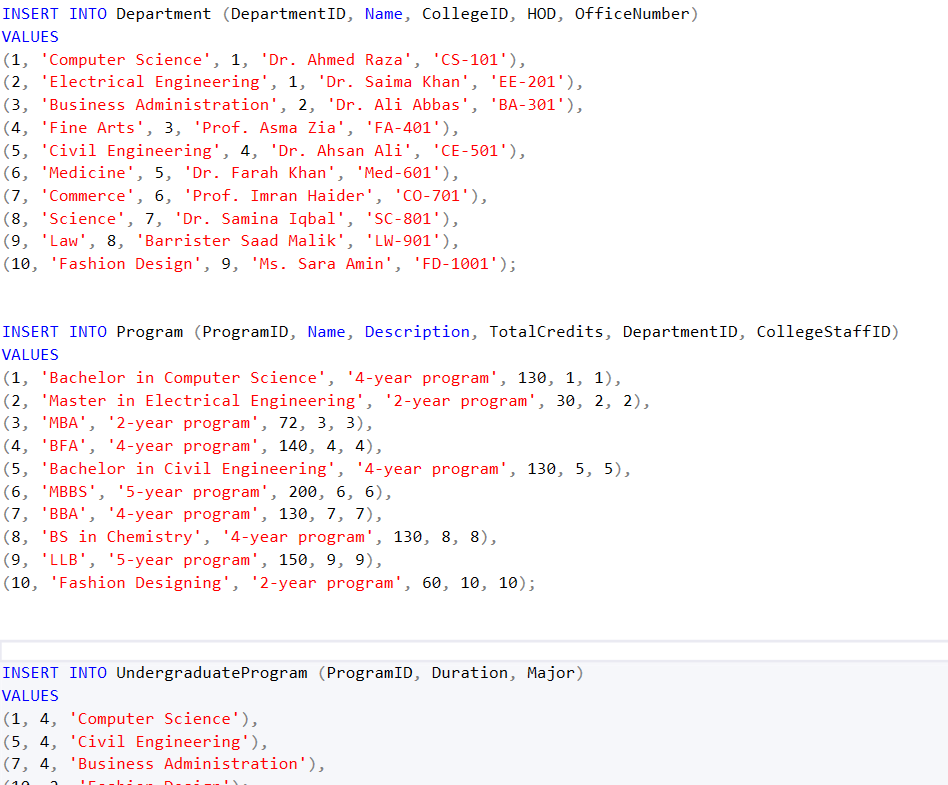 INSERT INTO Department (DepartmentID, Name, CollegeID, HOD, OfficeNumber)
VALUES
(1, 'Computer Science', 1, 'Dr. Ahmed Raza', 'CS-101'),
(2, 'Electrical Engineering', 1, 'Dr. Saima Khan', 'EE-201'),
(3, 'Business Administration', 2, 'Dr. Ali Abbas', 'BA-301'),
(4, 'Fine Arts', 3, 'Prof. Asma Zia', 'FA-401'),
(5, 'Civil Engineering', 4, 'Dr. Ahsan Ali', 'CE-501'),
(6, 'Medicine', 5, 'Dr. Farah Khan', 'Med-601'),
(7, 'Commerce', 6, 'Prof. Imran Haider', 'CO-701'),
(8, 'Science', 7, 'Dr. Samina Iqbal', 'SC-801'),
(9, 'Law', 8, 'Barrister Saad Malik', 'LW-901'),
(10, 'Fashion Design', 9, 'Ms. Sara Amin', 'FD-1001');
INSERT INTO Program (ProgramID, Name, Description, TotalCredits, DepartmentID, CollegeStaffID)
VALUES
(1, 'Bachelor in Computer Science', '4-year program', 130, 1, 1),
(2, 'Master in Electrical Engineering', '2-year program', 30, 2, 2),
(3, 'MBA', '2-year program', 72, 3, 3),
(4, 'BFA', '4-year program', 140, 4, 4),
(5, 'Bachelor in Civil Engineering', '4-year program', 130, 5, 5),
(6, 'MBBS', '5-year program', 200, 6, 6),
(7, 'BBA', '4-year program', 130, 7, 7),
(8, 'BS in Chemistry', '4-year program', 130, 8, 8),
(9, 'LLB', '5-year program', 150, 9, 9),
(10, 'Fashion Designing', '2-year program', 60, 10, 10);
INSERT INTO UndergraduateProgram (ProgramID, Duration, Major)
VALUES
(1, 4, 'Computer Science'),
(5, 4, 'Civil Engineering'),
(7, 4, 'Business Administration'),